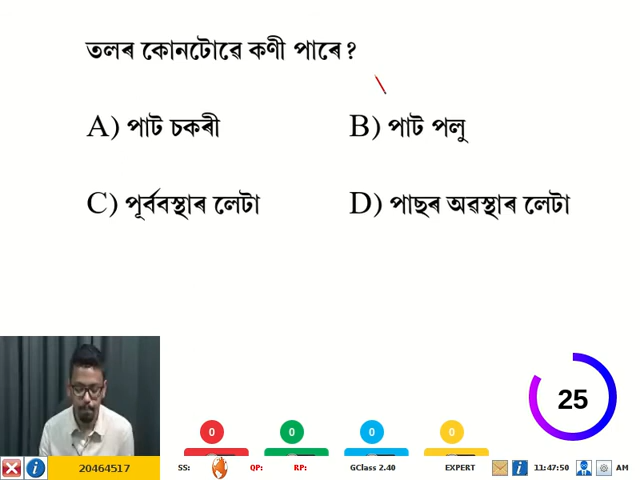 তলৰ কোনটোৱে কণী পাৰে?
A) পাট চকৰী
B) পাট পলু
C) পূৰ্ববস্থাৰ লেটা
D) পাছৰ অৱস্থাৰ লেটা
25
0 0 0 0
20464517 SS: QP: RP: GClass 2.40 EXPERT 11:47:50 AM